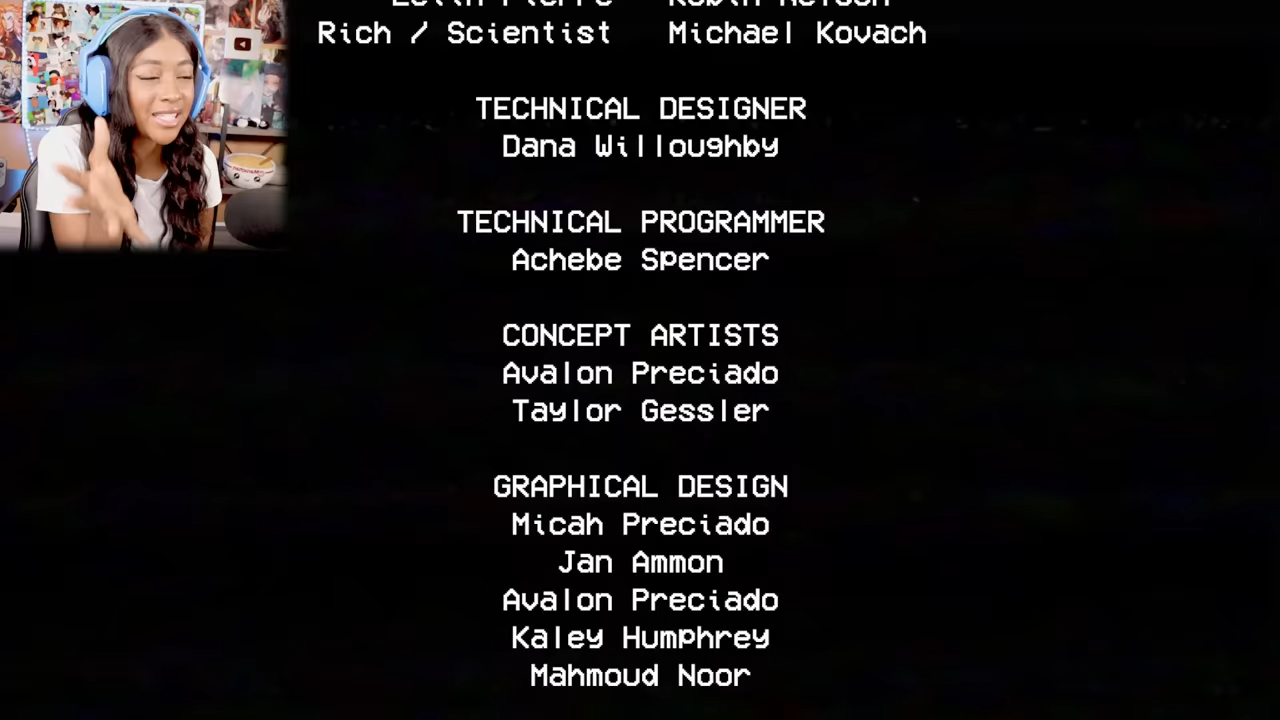 Rich / Scientist Michael Kovach
TECHNICAL DESIGNER
Dana Willoughby
TECHNICAL PROGRAMMER
Achebe Spencer
CONCEPT ARTISTS
Avalon Preciado
Taylor Gessler
GRAPHICAL DESIGN
Micah Preciado
Jan Ammon
Avalon Preciado
Kaley Humphrey
Mahmoud Noor